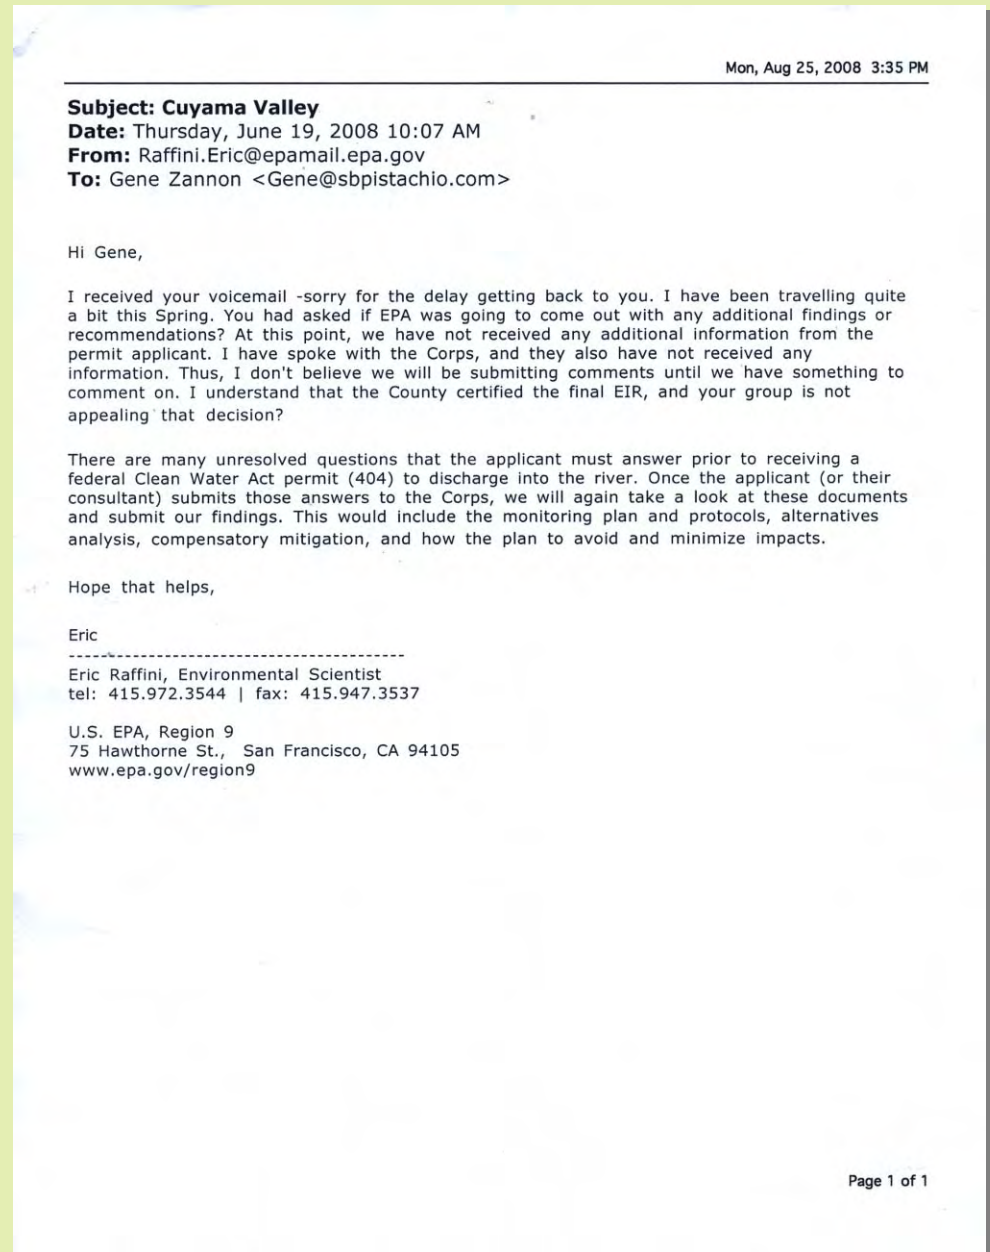 Mon, Aug 25, 2008 3:35 PM
Subject: Cuyama Valley
Date: Thursday, June 19, 2008 10:07 AM
From: Raffini.Eric@epamail.epa.gov
To: Gene Zannon <Gene@sbpistachio.com>
Hi Gene,
I received your voicemail -sorry for the delay getting back to you. I have been travelling quite
a bit this Spring. You had asked if EPA was going to come out with any additional findings or
recommendations? At this point, we have not received any additional information from the
permit applicant. I have spoke with the Corps, and they also have not received any
information. Thus, I don't believe we will be submitting comments until we have something to
comment on. I understand that the County certified the final EIR, and your group is not
appealing that decision?
There are many unresolved questions that the applicant must answer prior to receiving a
federal Clean Water Act permit (404) to discharge into the river. Once the applicant (or their
consultant) submits those answers to the Corps, we will again take a look at these documents
and submit our findings. This would include the monitoring plan and protocols, alternatives
analysis, compensatory mitigation, and how the plan to avoid and minimize impacts.
Hope that helps,
Eric
-----------------------------------------
Eric Raffini, Environmental Scientist
tel: 415.972.3544 | fax: 415.947.3537
U.S. EPA, Region 9
75 Hawthorne St., San Francisco, CA 94105
www.epa.gov/region9
Page 1 of 1